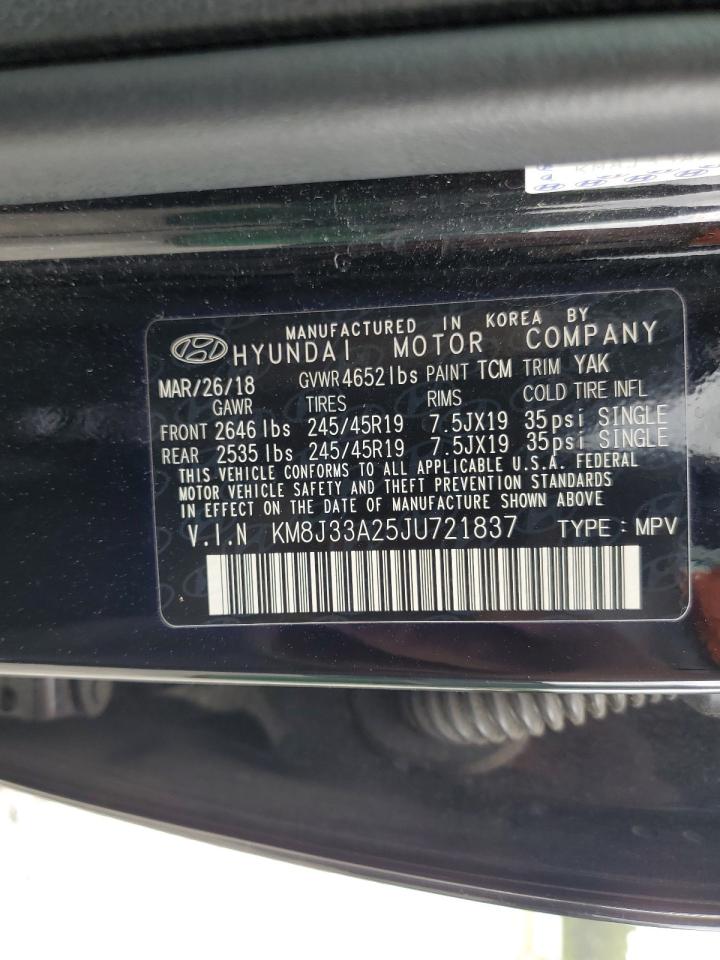 MANUFACTURED IN KOREA BY
HYUNDAI MOTOR COMPANY
MAR/26/18 GVWR 4652 lbs PAINT TCM TRIM YAK
GAWR TIRES RIMS COLD TIRE INFL
FRONT 2646 lbs 245/45R19 7.5JX19 35psi SINGLE
REAR 2535 lbs 245/45R19 7.5JX19 35psi SINGLE
THIS VEHICLE CONFORMS TO ALL APPLICABLE U.S.A. FEDERAL
MOTOR VEHICLE SAFETY AND THEFT PREVENTION STANDARDS
IN EFFECT ON THE DATE OF MANUFACTURE SHOWN ABOVE
V.I.N KM8J33A25JU721837 TYPE : MPV